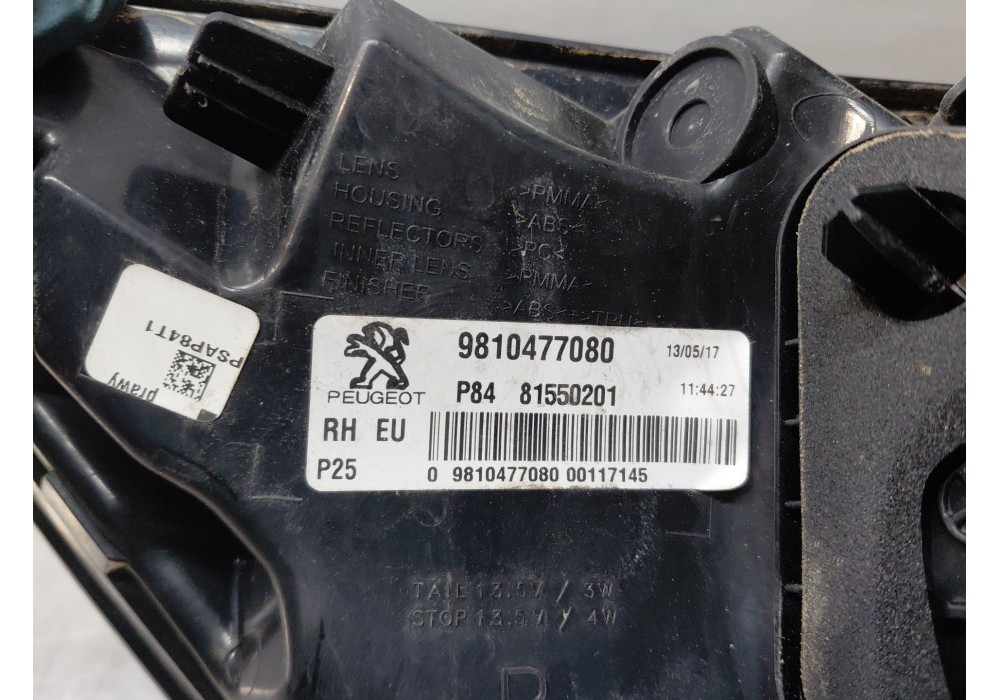 LENS >PMMA<
HOUSING >ABS<
REFLECTORS >PC<
INNER LENS >PMMA<
FINISHER >ABS<+>TPU<
PSAP84T1
prawy
PEUGEOT
9810477080 13/05/17
P84 81550201 11:44:27
RH EU
P25
0 9810477080 00117145
TAIL 13.5V / 3W
STOP 13.5V / 4W